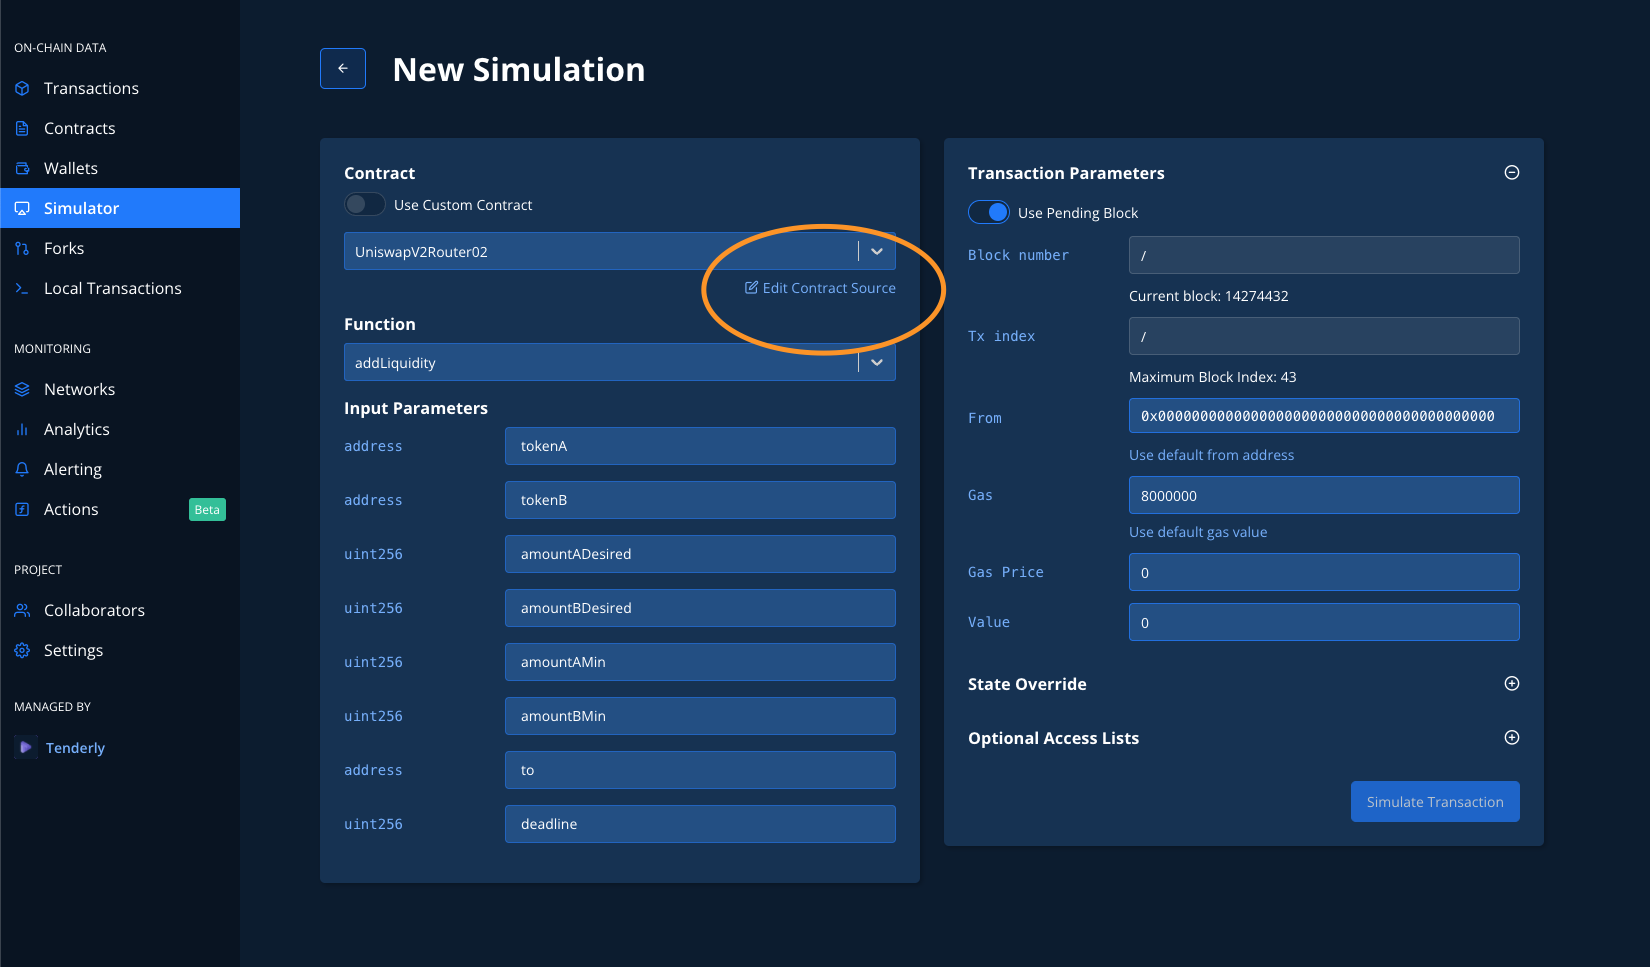 ON-CHAIN DATA
Transactions
Contracts
Wallets
Simulator
Forks
Local Transactions
MONITORING
Networks
Analytics
Alerting
Actions Beta
PROJECT
Collaborators
Settings
MANAGED BY
Tenderly
New Simulation
Contract
Use Custom Contract
UniswapV2Router02
Edit Contract Source
Function
addLiquidity
Input Parameters
address tokenA
address tokenB
uint256 amountADesired
uint256 amountBDesired
uint256 amountAMin
uint256 amountBMin
address to
uint256 deadline
Transaction Parameters
Use Pending Block
Block number /
Current block: 14274432
Tx index /
Maximum Block Index: 43
From 0x0000000000000000000000000000000000000000
Use default from address
Gas 8000000
Use default gas value
Gas Price 0
Value 0
State Override
Optional Access Lists
Simulate Transaction